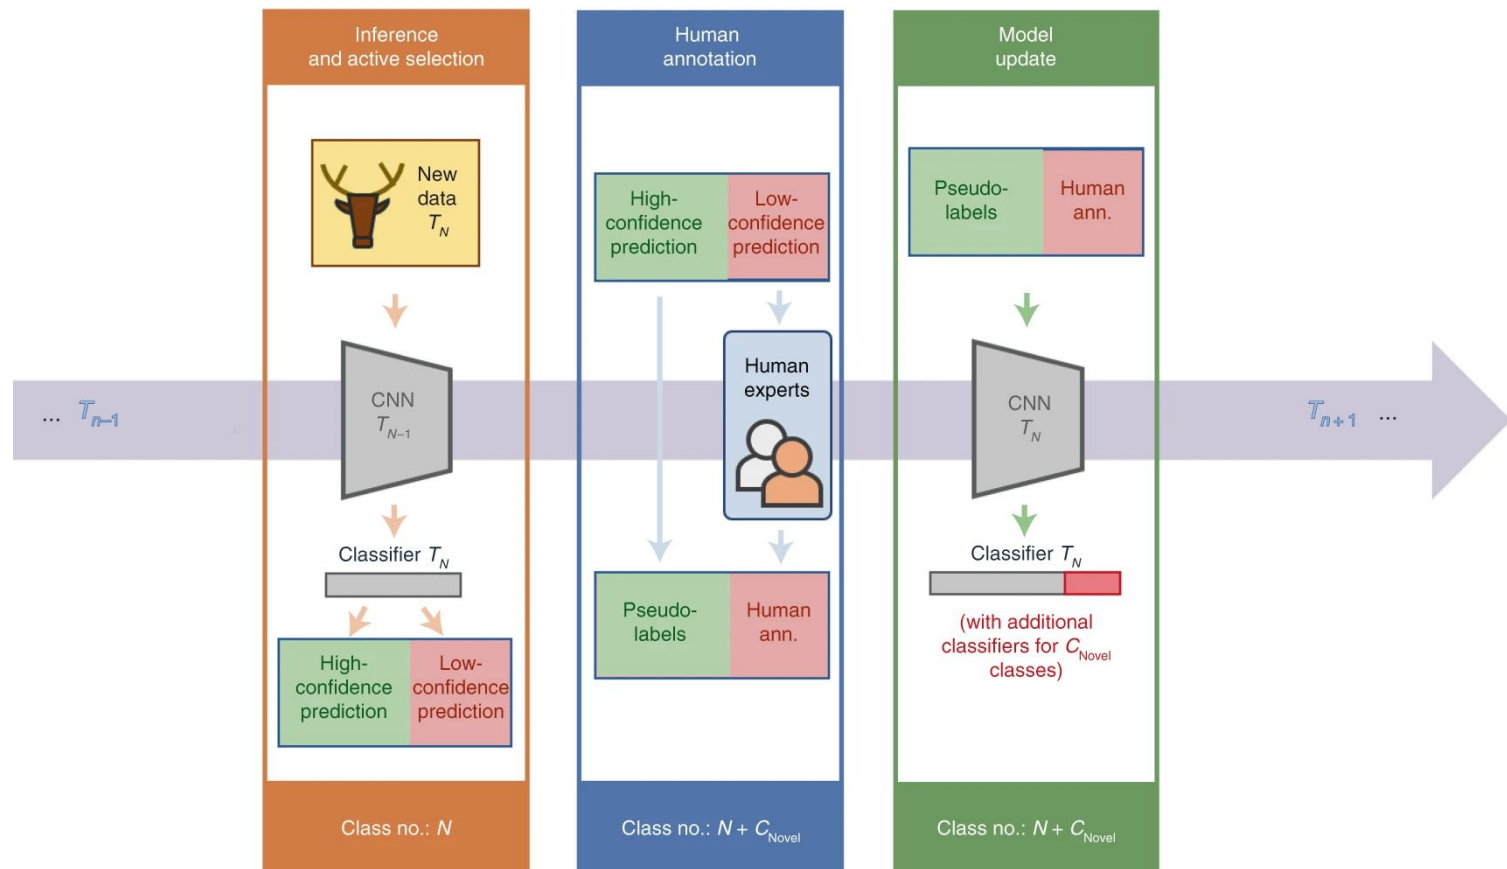 Inference
and active selection
New
data
T_N
CNN
T_{N–1}
Classifier T_N
High-
confidence
prediction
Low-
confidence
prediction
Class no.: N
Human
annotation
High-
confidence
prediction
Low-
confidence
prediction
Human
experts
Pseudo-
labels
Human
ann.
Class no.: N + C_Novel
Model
update
Pseudo-
labels
Human
ann.
CNN
T_N
Classifier T_N
(with additional
classifiers for C_Novel
classes)
Class no.: N + C_Novel
... T_{n–1}
T_{n + 1} ...